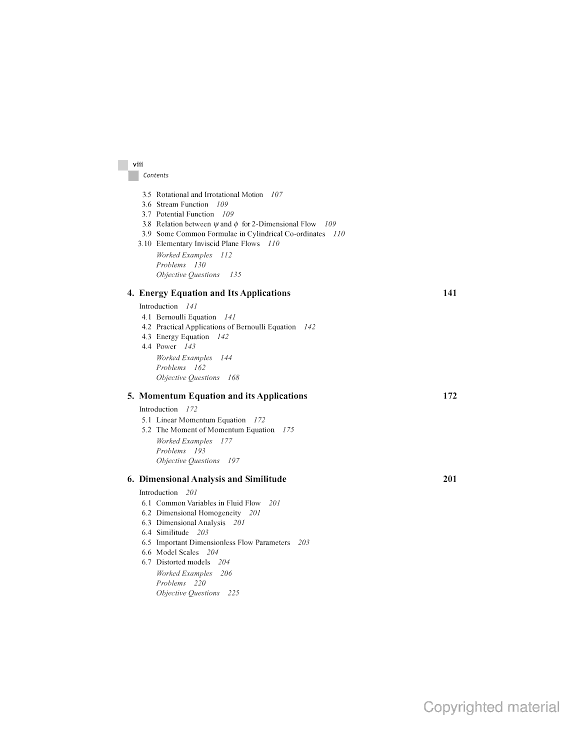 viii
Contents
3.5 Rotational and Irrotational Motion 107
3.6 Stream Function 109
3.7 Potential Function 109
3.8 Relation between ψ and ϕ for 2-Dimensional Flow 109
3.9 Some Common Formulae in Cylindrical Co-ordinates 110
3.10 Elementary Inviscid Plane Flows 110
Worked Examples 112
Problems 130
Objective Questions 135
4. Energy Equation and Its Applications 141
Introduction 141
4.1 Bernoulli Equation 141
4.2 Practical Applications of Bernoulli Equation 142
4.3 Energy Equation 142
4.4 Power 143
Worked Examples 144
Problems 162
Objective Questions 168
5. Momentum Equation and its Applications 172
Introduction 172
5.1 Linear Momentum Equation 172
5.2 The Moment of Momentum Equation 175
Worked Examples 177
Problems 193
Objective Questions 197
6. Dimensional Analysis and Similitude 201
Introduction 201
6.1 Common Variables in Fluid Flow 201
6.2 Dimensional Homogeneity 201
6.3 Dimensional Analysis 201
6.4 Similitude 203
6.5 Important Dimensionless Flow Parameters 203
6.6 Model Scales 204
6.7 Distorted models 204
Worked Examples 206
Problems 220
Objective Questions 225
Copyrighted material